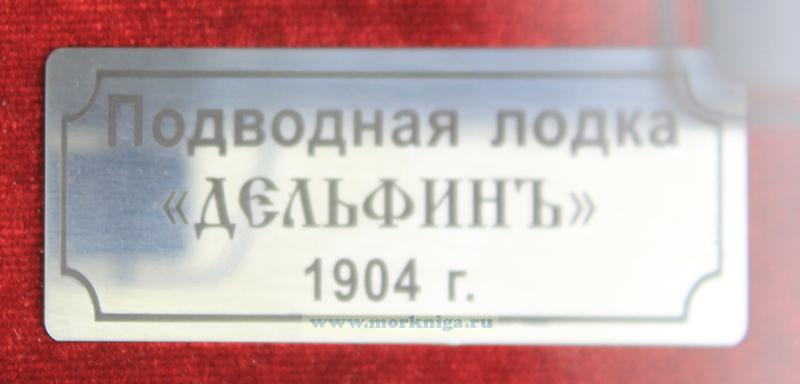 Подводная лодка
«ДЕЛЬФИНЪ»
1904 г.
www.morkniga.ru